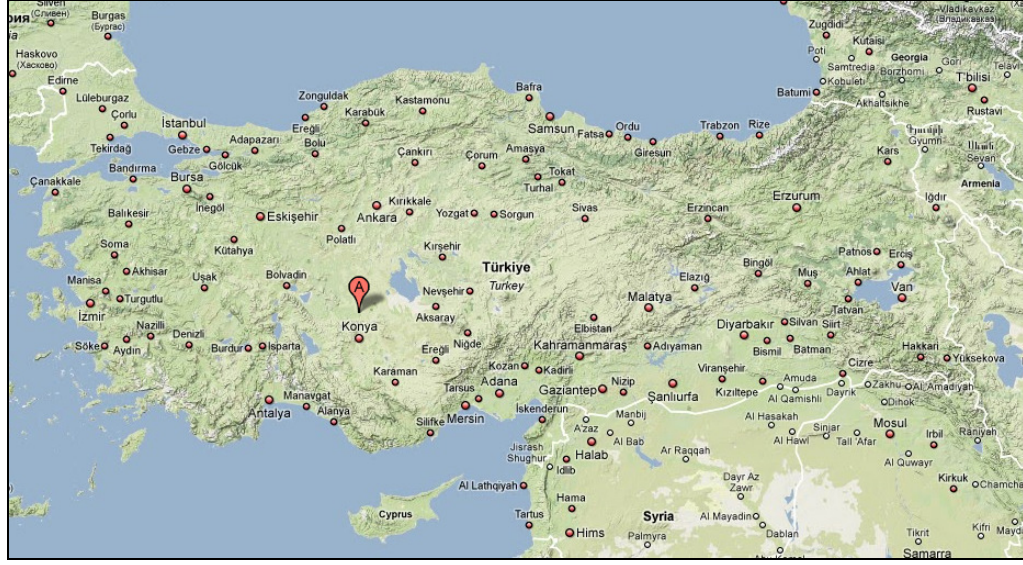 Sliven
(Сливен)
Burgas
(Бургас)
Vladikavkaz
(Владикавказ)
Zugdidi
Kutaisi
Poti
Georgia
Gori
Telavi
Samtredia
Borzhomi
Kobuleti
T'bilisi
Batumi
Akhaltsikhe
Rustavi
Haskovo
(Хасково)
Edirne
Lüleburgaz
Çorlu
İstanbul
Tekirdağ
Gebze
Gölcük
Adapazarı
Zonguldak
Ereğli
Bolu
Karabük
Kastamonu
Bafra
Samsun
Fatsa
Ordu
Giresun
Trabzon
Rize
Kars
Gyumri
Sevan
Armenia
Iğdır
Bandırma
Çanakkale
Bursa
İnegöl
Çankırı
Çorum
Amasya
Tokat
Turhal
Balıkesir
Eskişehir
Ankara
Kırıkkale
Yozgat
Sorgun
Sivas
Erzincan
Erzurum
Polatlı
Kütahya
Soma
Akhisar
Kırşehir
Türkiye
Turkey
Elazığ
Bingöl
Muş
Patnos
Erciş
Ahlat
Van
Tatvan
Manisa
Turgutlu
Uşak
Bolvadin
A
Nevşehir
Aksaray
Malatya
İzmir
Nazilli
Denizli
Konya
Niğde
Elbistan
Kahramanmaraş
Adıyaman
Diyarbakır
Silvan
Siirt
Bismil
Batman
Hakkari
Yüksekova
Söke
Aydın
Burdur
Isparta
Ereğli
Karaman
Kozan
Kadirli
Viranşehir
Cizre
Tarsus
Adana
Gaziantep
Nizip
Şanlıurfa
Kızıltepe
Amuda
Al Qamishli
Dayrik
Zakhu
Al Amadiyah
Dihok
Antalya
Manavgat
Alanya
Silifke
Mersin
İskenderun
A'zaz
Manbij
Al Bab
Al Hasakah
Al Hawl
Sinjar
Tall 'Afar
Mosul
Irbil
Raniyah
Jisrash
Shughur
Idlib
Halab
Ar Raqqah
Al Quwayr
Kirkuk
Chamcha
Al Lathqiyah
Hama
Dayr Az
Zawr
Cyprus
Tartus
Hims
Syria
Al Mayadin
Palmyra
Dablan
Tikrit
Kifri
Samarra